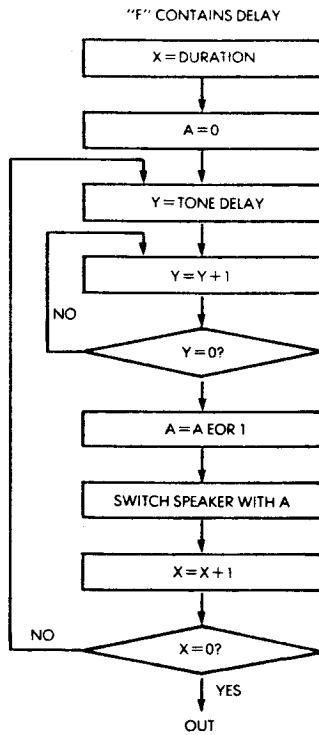 "F" CONTAINS DELAY
X = DURATION
A = 0
Y = TONE DELAY
Y = Y + 1
NO
Y = 0?
A = A EOR 1
SWITCH SPEAKER WITH A
X = X + 1
NO
X = 0?
YES
OUT